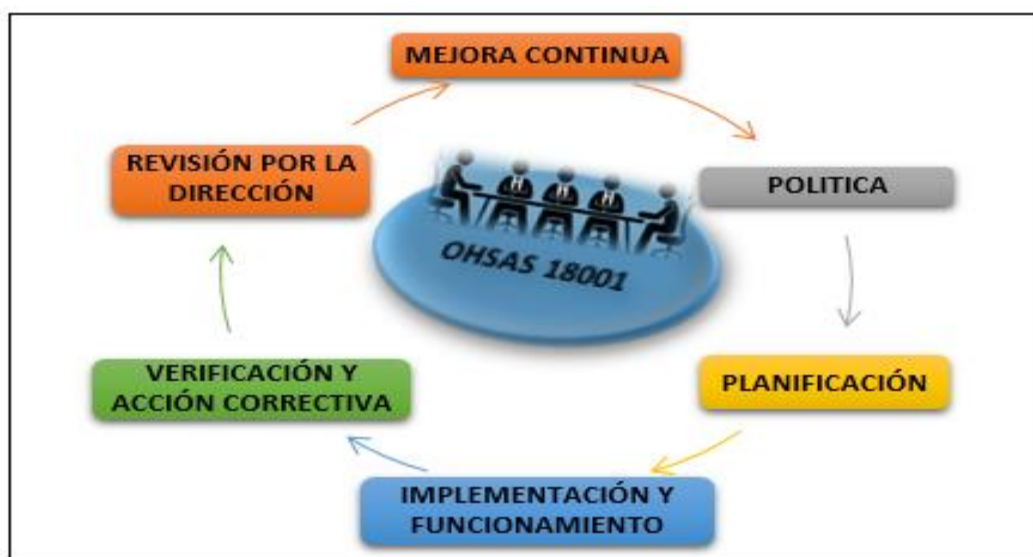 MEJORA CONTINUA
REVISIÓN POR LA
DIRECCIÓN
POLITICA
OHSAS 18001
VERIFICACIÓN Y
ACCIÓN CORRECTIVA
PLANIFICACIÓN
IMPLEMENTACIÓN Y
FUNCIONAMIENTO